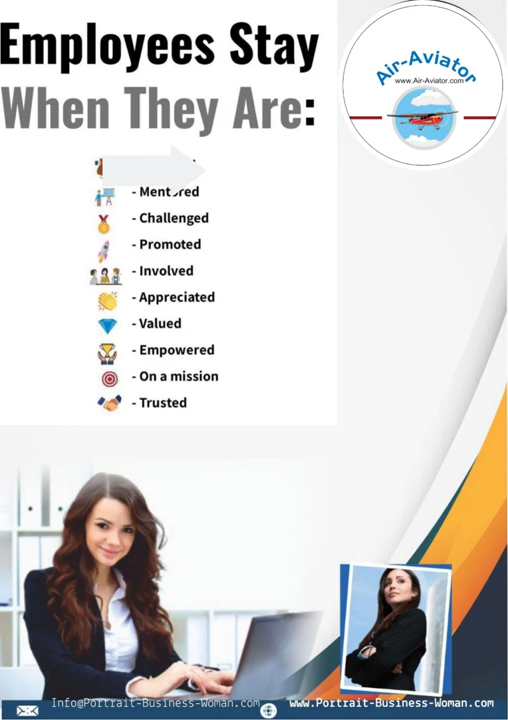 Employees Stay
When They Are:
Air-Aviator
www.Air-Aviator.com
- Mentored
- Challenged
- Promoted
- Involved
- Appreciated
- Valued
- Empowered
- On a mission
- Trusted
Info@Portrait-Business-Woman.com
www.Portrait-Business-Woman.com